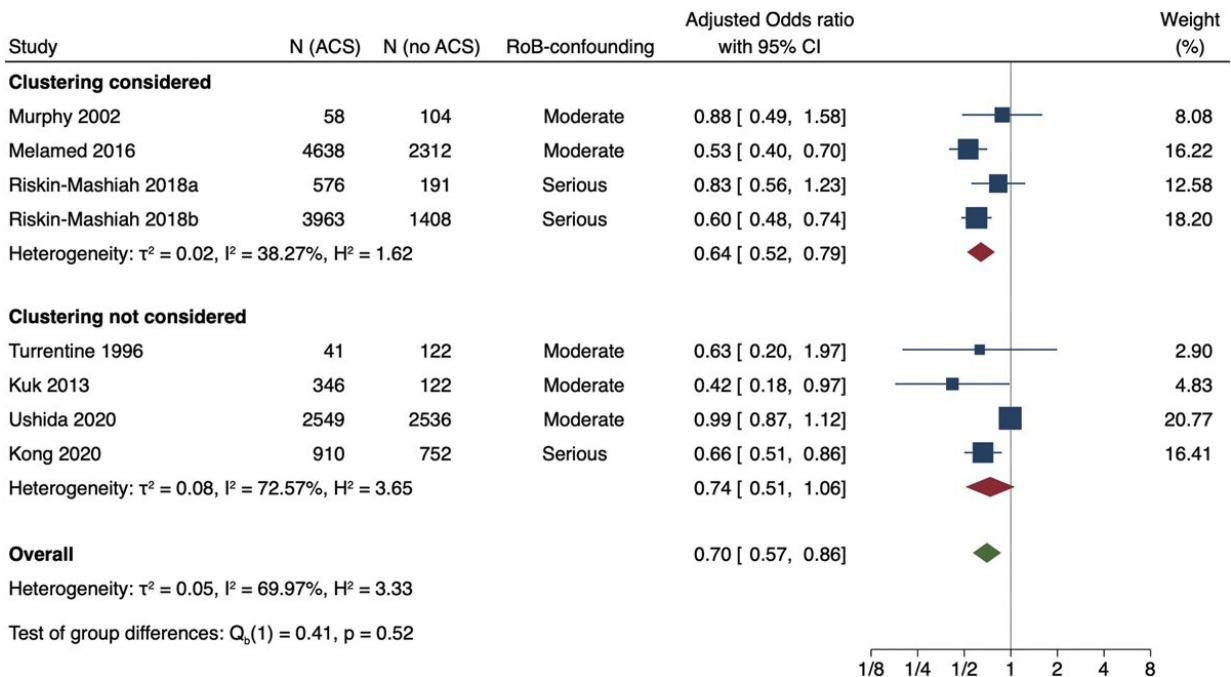 Adjusted Odds ratio Weight
Study N (ACS) N (no ACS) RoB-confounding with 95% CI (%)
Clustering considered
Murphy 2002 58 104 Moderate 0.88 [ 0.49, 1.58] 8.08
Melamed 2016 4638 2312 Moderate 0.53 [ 0.40, 0.70] 16.22
Riskin-Mashiah 2018a 576 191 Serious 0.83 [ 0.56, 1.23] 12.58
Riskin-Mashiah 2018b 3963 1408 Serious 0.60 [ 0.48, 0.74] 18.20
Heterogeneity: τ² = 0.02, I² = 38.27%, H² = 1.62 0.64 [ 0.52, 0.79]
Clustering not considered
Turrentine 1996 41 122 Moderate 0.63 [ 0.20, 1.97] 2.90
Kuk 2013 346 122 Moderate 0.42 [ 0.18, 0.97] 4.83
Ushida 2020 2549 2536 Moderate 0.99 [ 0.87, 1.12] 20.77
Kong 2020 910 752 Serious 0.66 [ 0.51, 0.86] 16.41
Heterogeneity: τ² = 0.08, I² = 72.57%, H² = 3.65 0.74 [ 0.51, 1.06]
Overall 0.70 [ 0.57, 0.86]
Heterogeneity: τ² = 0.05, I² = 69.97%, H² = 3.33
Test of group differences: Q_b(1) = 0.41, p = 0.52
1/8 1/4 1/2 1 2 4 8